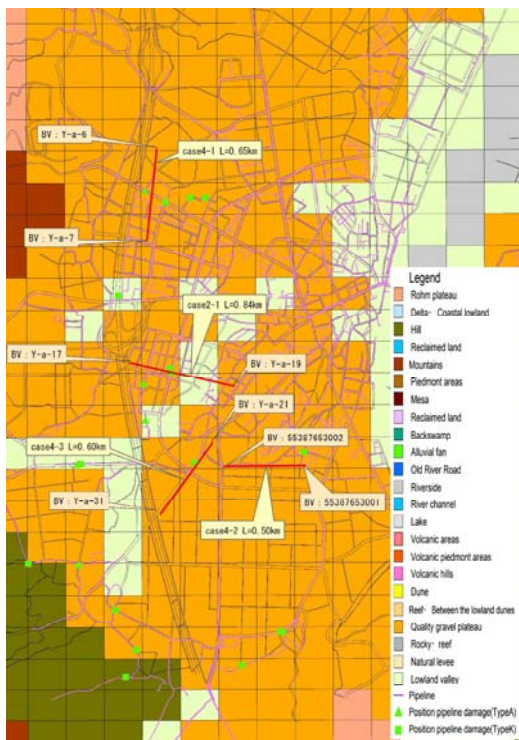 BV : Y-a-6
case4-1 L=0.65km
BV : Y-a-7
case2-1 L=0.84km
BV : Y-a-17
BV : Y-a-19
BV : Y-a-21
case4-3 L=0.60km
BV : 55387653002
BV : Y-a-31
BV : 55387653001
case4-2 L=0.50km
Legend
Rohm plateau
Delta· Coastal lowland
Hill
Reclaimed land
Mountains
Piedmont areas
Mesa
Reclaimed land
Backswamp
Alluvial fan
Old River Road
Riverside
River channel
Lake
Volcanic areas
Volcanic piedmont areas
Volcanic hills
Dune
Reef· Between the lowland dunes
Quality gravel plateau
Rocky· reef
Natural levee
Lowland valley
Pipeline
Position pipeline damage(TypeA)
Position pipeline damage(TypeK)